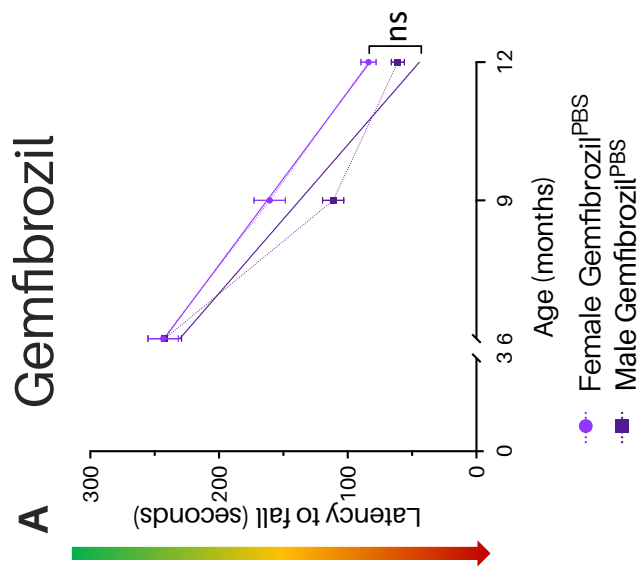 Gemfibrozil
A
Latency to fall (seconds)
300
200
100
0
0
3
6
9
12
Age (months)
ns
Female Gemfibrozil^PBS
Male Gemfibrozil^PBS